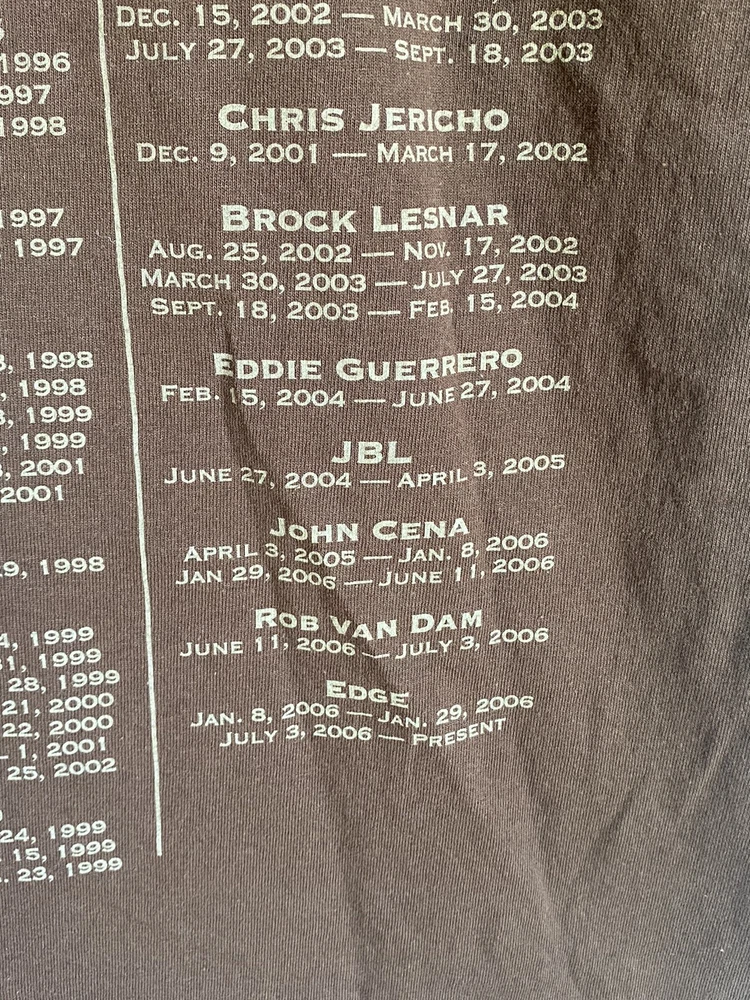 1996
997
1998
1997
, 1997
8, 1998
, 1998
3, 1999
, 1999
, 2001
2001
9, 1998
4, 1999
31, 1999
28, 1999
21, 2000
22, 2000
1, 2001
25, 2002
24, 1999
15, 1999
. 23, 1999
DEC. 15, 2002 — MARCH 30, 2003
JULY 27, 2003 — SEPT. 18, 2003
CHRIS JERICHO
DEC. 9, 2001 — MARCH 17, 2002
BROCK LESNAR
AUG. 25, 2002 — NOV. 17, 2002
MARCH 30, 2003 — JULY 27, 2003
SEPT. 18, 2003 — FEB. 15, 2004
EDDIE GUERRERO
FEB. 15, 2004 — JUNE 27, 2004
JBL
JUNE 27, 2004 — APRIL 3, 2005
JOHN CENA
APRIL 3, 2005 — JAN. 8, 2006
JAN 29, 2006 — JUNE 11, 2006
ROB VAN DAM
JUNE 11, 2006 — JULY 3, 2006
EDGE
JAN. 8, 2006 — JAN. 29, 2006
JULY 3, 2006 — PRESENT